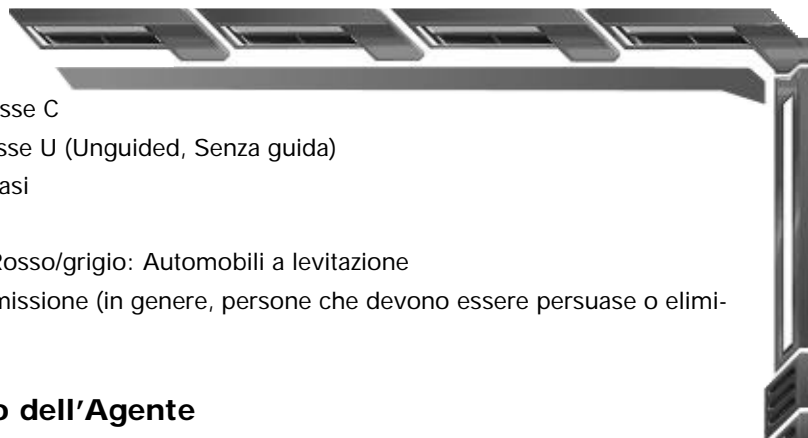 sse C
sse U (Unguided, Senza guida)
asi
Rosso/grigio: Automobili a levitazione
missione (in genere, persone che devono essere persuase o elimi-
o dell'Agente